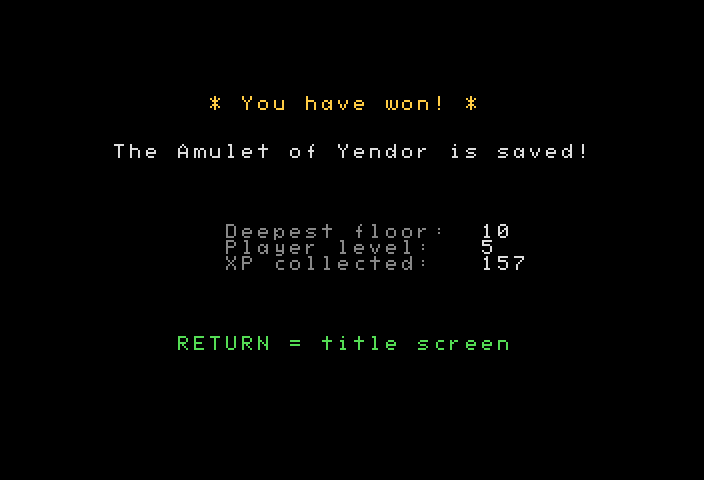 * You have won! *
The Amulet of Yendor is saved!
Deepest floor: 10
Player level: 5
XP collected: 157
RETURN = title screen